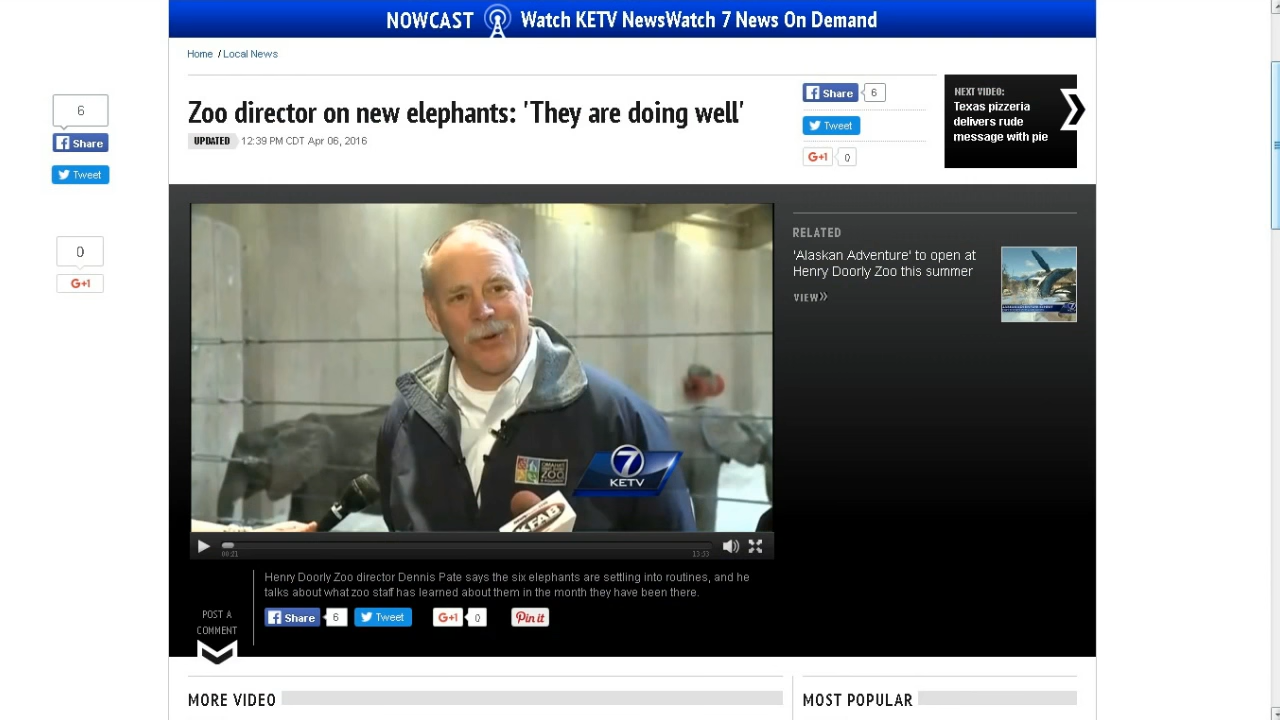 NOWCAST Watch KETV NewsWatch 7 News On Demand
Home / Local News
6
Share
Tweet
0
G+1
Zoo director on new elephants: 'They are doing well'
UPDATED 12:39 PM CDT Apr 06, 2016
Share 6
Tweet
G+1 0
NEXT VIDEO:
Texas pizzeria
delivers rude
message with pie
ZOO
7
KETV
KFAB
00:21
13:53
RELATED
'Alaskan Adventure' to open at
Henry Doorly Zoo this summer
VIEW
Henry Doorly Zoo director Dennis Pate says the six elephants are settling into routines, and he
talks about what zoo staff has learned about them in the month they have been there.
POST A
COMMENT
Share 6 Tweet G+1 0 Pin it
MORE VIDEO
MOST POPULAR